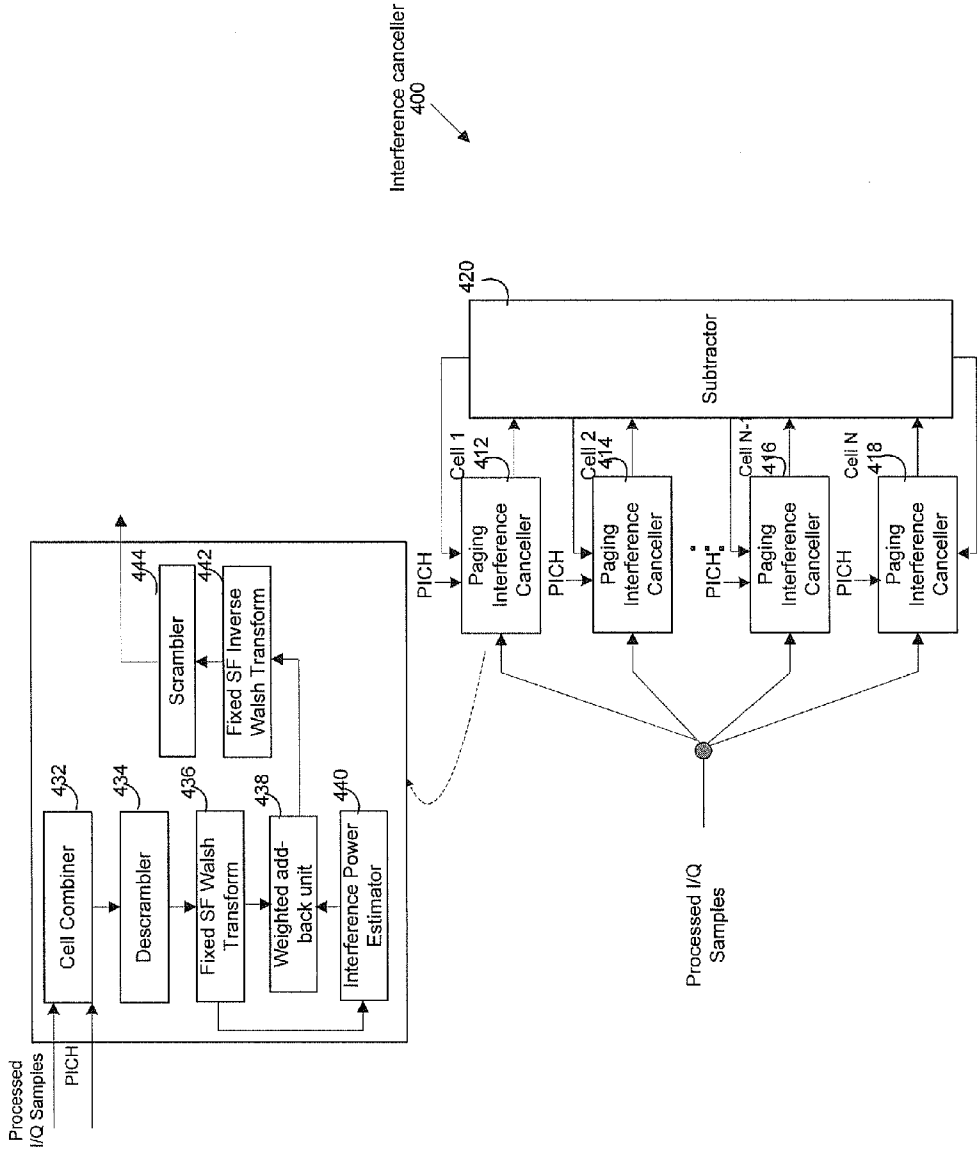 Processed
I/Q Samples
PICH
Cell Combiner
432
Descrambler
434
Fixed SF Walsh
Transform
436
Weighted add-
back unit
438
Interference Power
Estimator
440
Scrambler
444
Fixed SF Inverse
Walsh Transform
442
Interference canceller
400
Processed I/Q
Samples
PICH
Paging
Interference
Canceller
Cell 1
412
PICH
Paging
Interference
Canceller
Cell 2
414
PICH
Paging
Interference
Canceller
Cell N-1
416
PICH
Paging
Interference
Canceller
Cell N
418
Subtractor
420